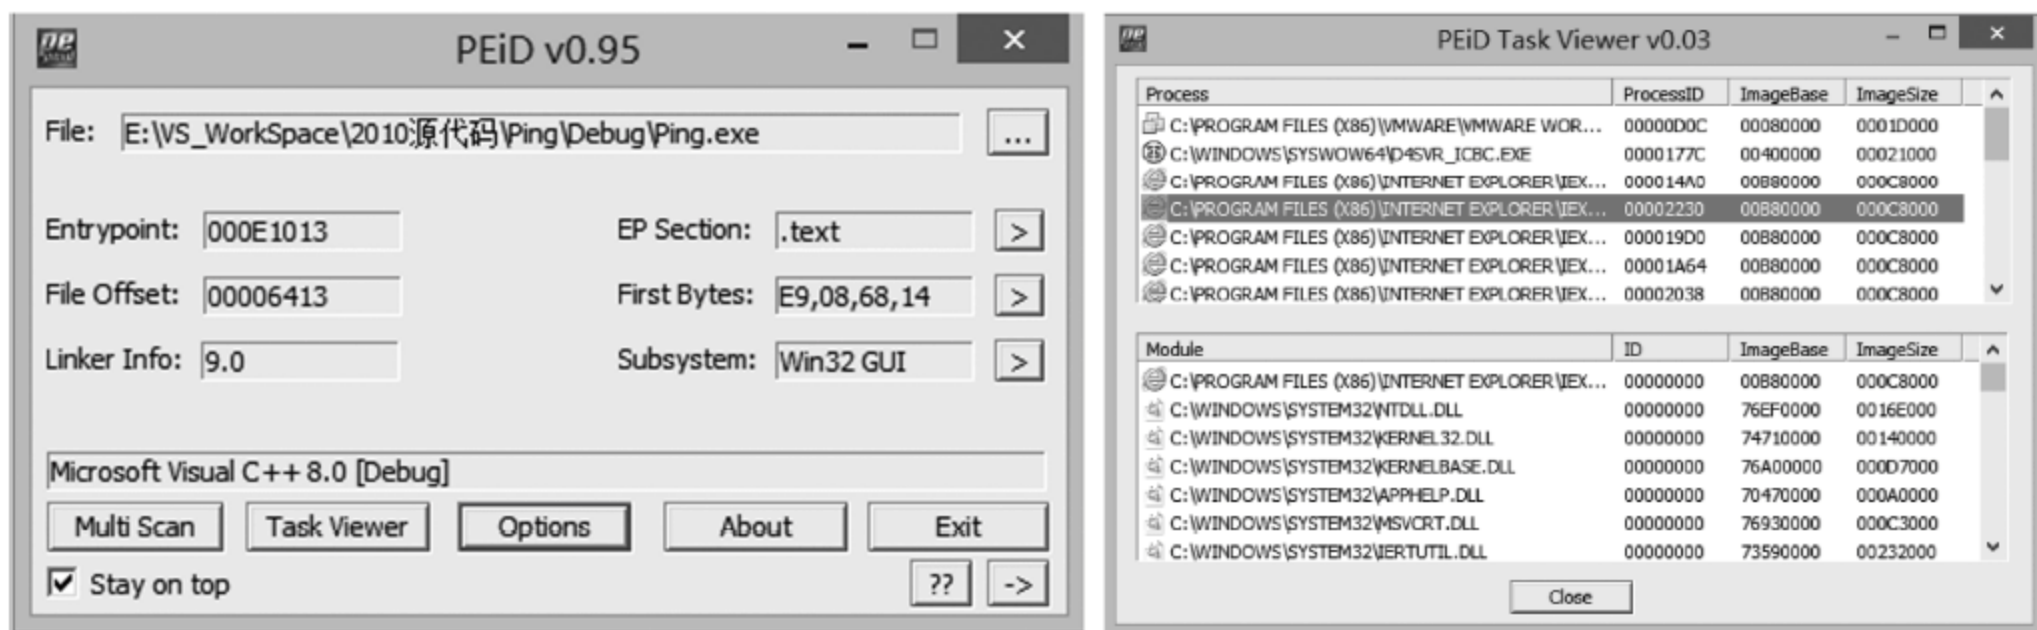 PEiD v0.95
File: E:\VS_WorkSpace\2010源代码\Ping\Debug\Ping.exe ...
Entrypoint: 000E1013 EP Section: .text >
File Offset: 00006413 First Bytes: E9,08,68,14 >
Linker Info: 9.0 Subsystem: Win32 GUI >
Microsoft Visual C++ 8.0 [Debug]
Multi Scan Task Viewer Options About Exit
Stay on top ?? ->
PEiD Task Viewer v0.03
Process ProcessID ImageBase ImageSize
C:\PROGRAM FILES (X86)\VMWARE\VMWARE WOR... 00000D0C 00080000 0001D000
C:\WINDOWS\SYSWOW64\D4SVR_ICBC.EXE 0000177C 00400000 00021000
C:\PROGRAM FILES (X86)\INTERNET EXPLORER\IEX... 000014A0 00B80000 000C8000
C:\PROGRAM FILES (X86)\INTERNET EXPLORER\IEX... 00002230 00B80000 000C8000
C:\PROGRAM FILES (X86)\INTERNET EXPLORER\IEX... 000019D0 00B80000 000C8000
C:\PROGRAM FILES (X86)\INTERNET EXPLORER\IEX... 00001A64 00B80000 000C8000
C:\PROGRAM FILES (X86)\INTERNET EXPLORER\IEX... 00002038 00B80000 000C8000
Module ID ImageBase ImageSize
C:\PROGRAM FILES (X86)\INTERNET EXPLORER\IEX... 00000000 00B80000 000C8000
C:\WINDOWS\SYSTEM32\NTDLL.DLL 00000000 76EF0000 0016E000
C:\WINDOWS\SYSTEM32\KERNEL32.DLL 00000000 74710000 00140000
C:\WINDOWS\SYSTEM32\KERNELBASE.DLL 00000000 76A00000 000D7000
C:\WINDOWS\SYSTEM32\APPHELP.DLL 00000000 70470000 000A0000
C:\WINDOWS\SYSTEM32\MSVCRT.DLL 00000000 76930000 000C3000
C:\WINDOWS\SYSTEM32\IERTUTIL.DLL 00000000 73590000 00232000
Close